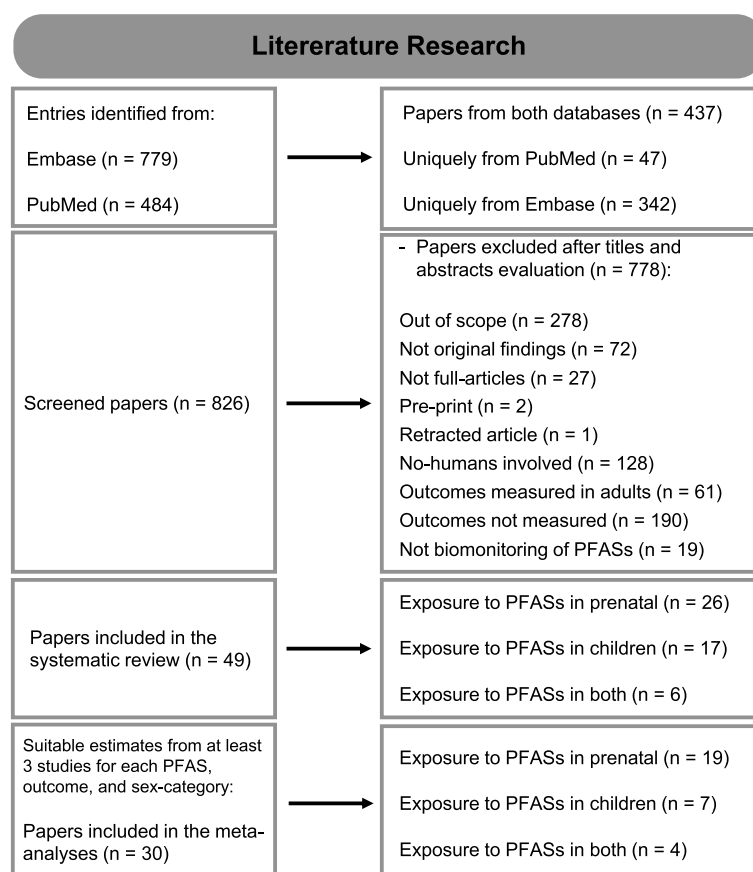 Litererature Research
Entries identified from:
Embase (n = 779)
PubMed (n = 484)
Papers from both databases (n = 437)
Uniquely from PubMed (n = 47)
Uniquely from Embase (n = 342)
Screened papers (n = 826)
- Papers excluded after titles and
abstracts evaluation (n = 778):
Out of scope (n = 278)
Not original findings (n = 72)
Not full-articles (n = 27)
Pre-print (n = 2)
Retracted article (n = 1)
No-humans involved (n = 128)
Outcomes measured in adults (n = 61)
Outcomes not measured (n = 190)
Not biomonitoring of PFASs (n = 19)
Papers included in the
systematic review (n = 49)
Exposure to PFASs in prenatal (n = 26)
Exposure to PFASs in children (n = 17)
Exposure to PFASs in both (n = 6)
Suitable estimates from at least
3 studies for each PFAS,
outcome, and sex-category:
Papers included in the meta-
analyses (n = 30)
Exposure to PFASs in prenatal (n = 19)
Exposure to PFASs in children (n = 7)
Exposure to PFASs in both (n = 4)